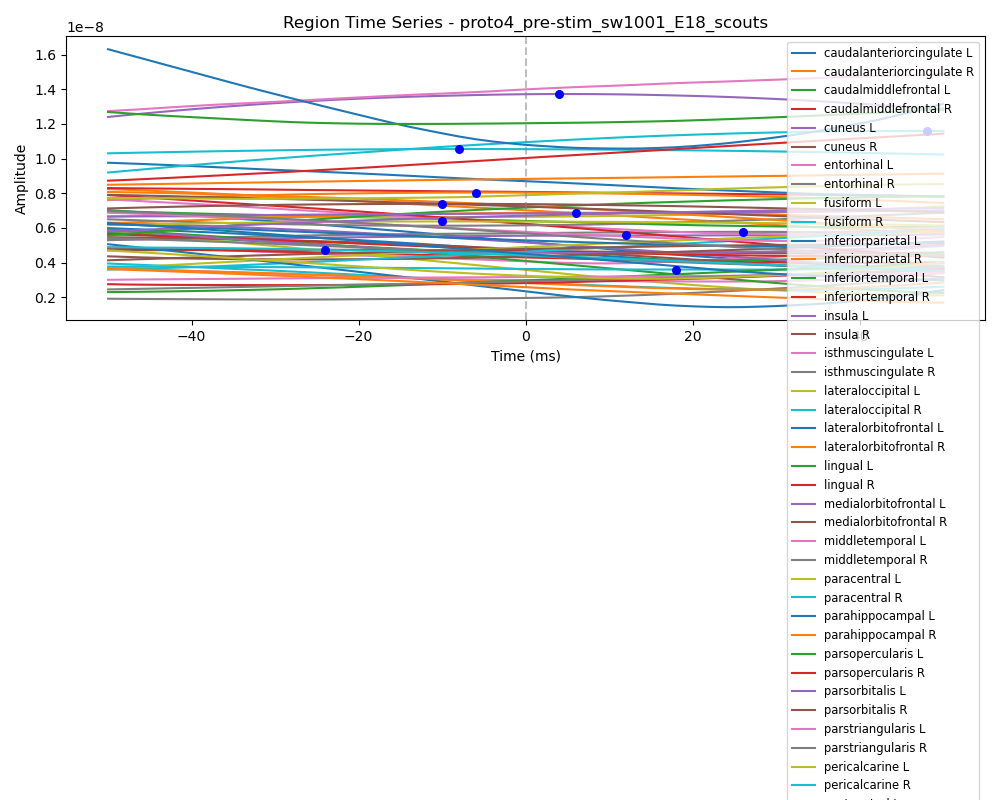 Region Time Series - proto4_pre-stim_sw1001_E18_scouts
1e−8
1.6
1.4
1.2
1.0
0.8
0.6
0.4
0.2
Amplitude
−40
−20
0
20
Time (ms)
caudalanteriorcingulate L
caudalanteriorcingulate R
caudalmiddlefrontal L
caudalmiddlefrontal R
cuneus L
cuneus R
entorhinal L
entorhinal R
fusiform L
fusiform R
inferiorparietal L
inferiorparietal R
inferiortemporal L
inferiortemporal R
insula L
insula R
isthmuscingulate L
isthmuscingulate R
lateraloccipital L
lateraloccipital R
lateralorbitofrontal L
lateralorbitofrontal R
lingual L
lingual R
medialorbitofrontal L
medialorbitofrontal R
middletemporal L
middletemporal R
paracentral L
paracentral R
parahippocampal L
parahippocampal R
parsopercularis L
parsopercularis R
parsorbitalis L
parsorbitalis R
parstriangularis L
parstriangularis R
pericalcarine L
pericalcarine R